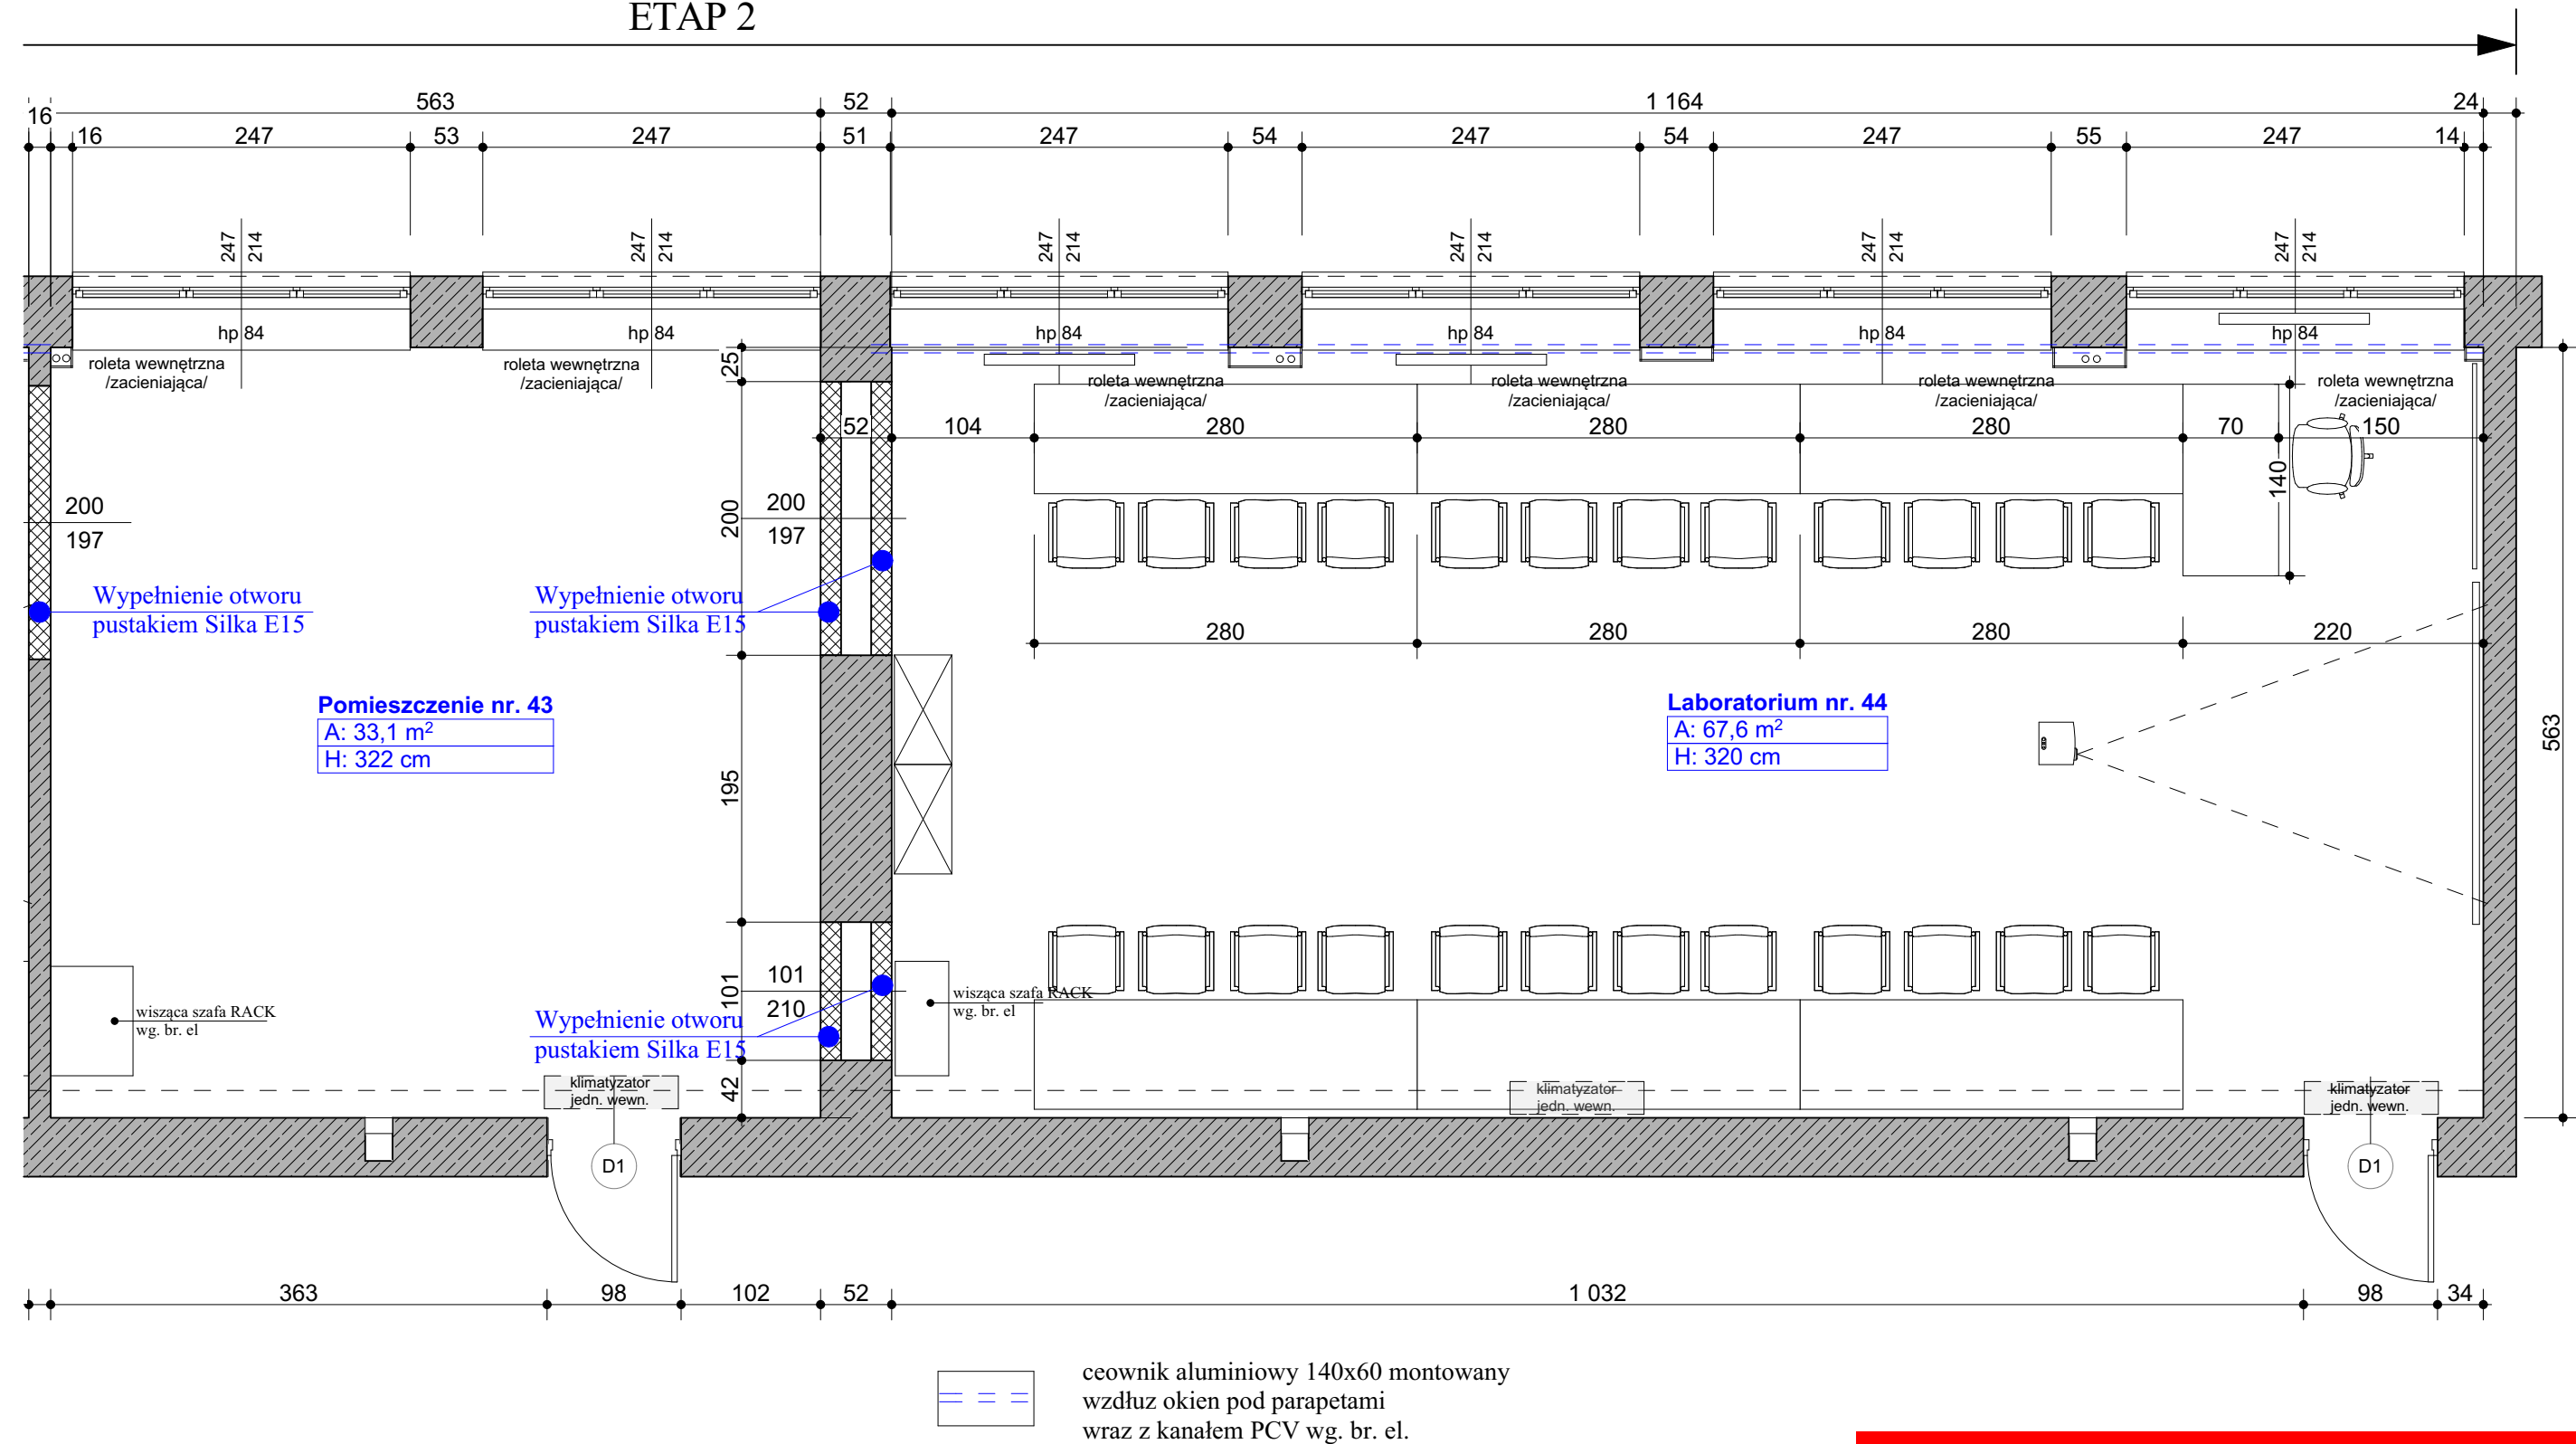 ETAP 2
563 52 1 164 24
16
16 247 53 247 51 247 54 247 54 247 55 247 14
247 214 247 214 247 214 247 214 247 214 247 214
hp 84 hp 84 hp 84 hp 84 hp 84 hp 84
roleta wewnętrzna
/zacieniająca/
roleta wewnętrzna
/zacieniająca/
25
roleta wewnętrzna
/zacieniająca/
roleta wewnętrzna
/zacieniająca/
roleta wewnętrzna
/zacieniająca/
roleta wewnętrzna
/zacieniająca/
52 104 280 280 280 70 150
140
200
197
200
200
197
Wypełnienie otworu
pustakiem Silka E15
Wypełnienie otworu
pustakiem Silka E15
280 280 280 220
Pomieszczenie nr. 43
A: 33,1 m²
H: 322 cm
Laboratorium nr. 44
A: 67,6 m²
H: 320 cm
563
195
101
101
210
wisząca szafa RACK
wg. br. el
wisząca szafa RACK
wg. br. el
Wypełnienie otworu
pustakiem Silka E15
42
klimatyzator
jedn. wewn.
klimatyzator
jedn. wewn.
klimatyzator
jedn. wewn.
D1 D1
363 98 102 52 1 032 98 34
ceownik aluminiowy 140x60 montowany
wzdłuz okien pod parapetami
wraz z kanałem PCV wg. br. el.